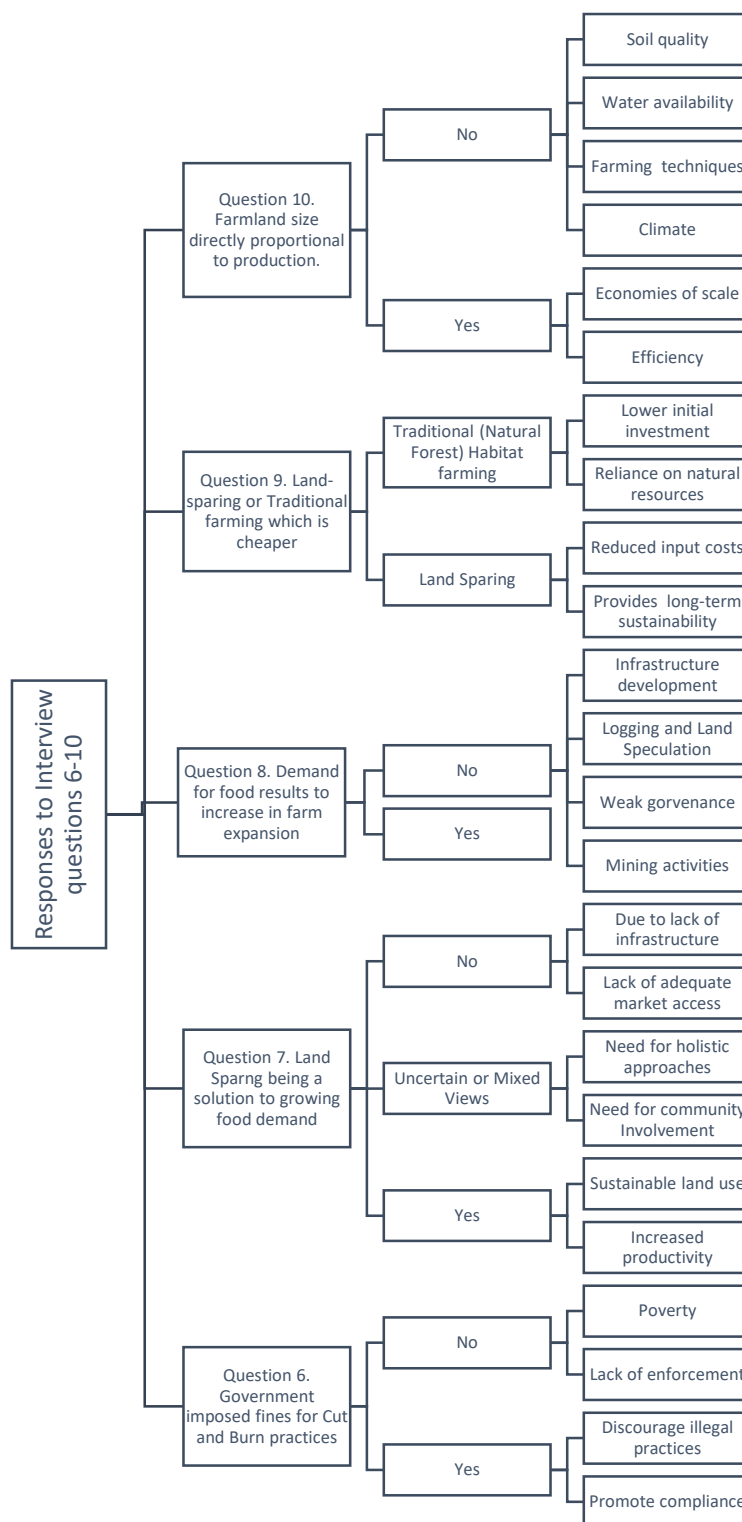 Responses to Interview
questions 6-10
Question 10.
Farmland size
directly proportional
to production.
No
Soil quality
Water availability
Farming techniques
Climate
Yes
Economies of scale
Efficiency
Question 9. Land-
sparing or Traditional
farming which is
cheaper
Traditional (Natural
Forest) Habitat
farming
Lower initial
investment
Reliance on natural
resources
Land Sparing
Reduced input costs
Provides long-term
sustainability
Question 8. Demand
for food results to
increase in farm
expansion
No
Infrastructure
development
Logging and Land
Speculation
Weak gorvenance
Mining activities
Yes
Question 7. Land
Sparng being a
solution to growing
food demand
No
Due to lack of
infrastructure
Lack of adequate
market access
Uncertain or Mixed
Views
Need for holistic
approaches
Need for community
Involvement
Yes
Sustainable land use
Increased
productivity
Question 6.
Government
imposed fines for Cut
and Burn practices
No
Poverty
Lack of enforcement
Yes
Discourage illegal
practices
Promote compliance